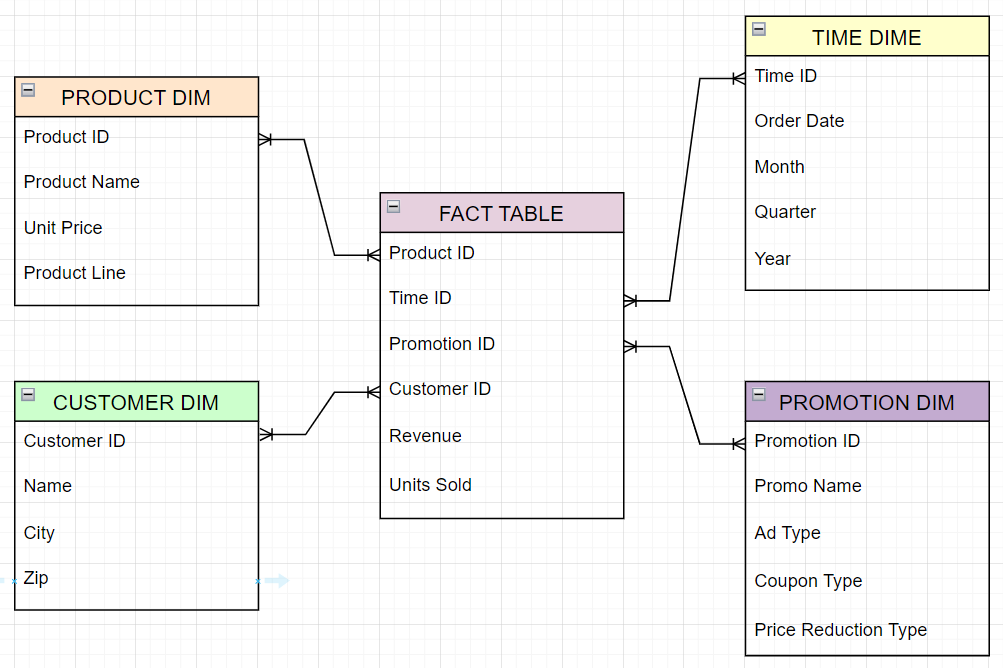 PRODUCT DIM
Product ID
Product Name
Unit Price
Product Line
CUSTOMER DIM
Customer ID
Name
City
Zip
FACT TABLE
Product ID
Time ID
Promotion ID
Customer ID
Revenue
Units Sold
TIME DIME
Time ID
Order Date
Month
Quarter
Year
PROMOTION DIM
Promotion ID
Promo Name
Ad Type
Coupon Type
Price Reduction Type